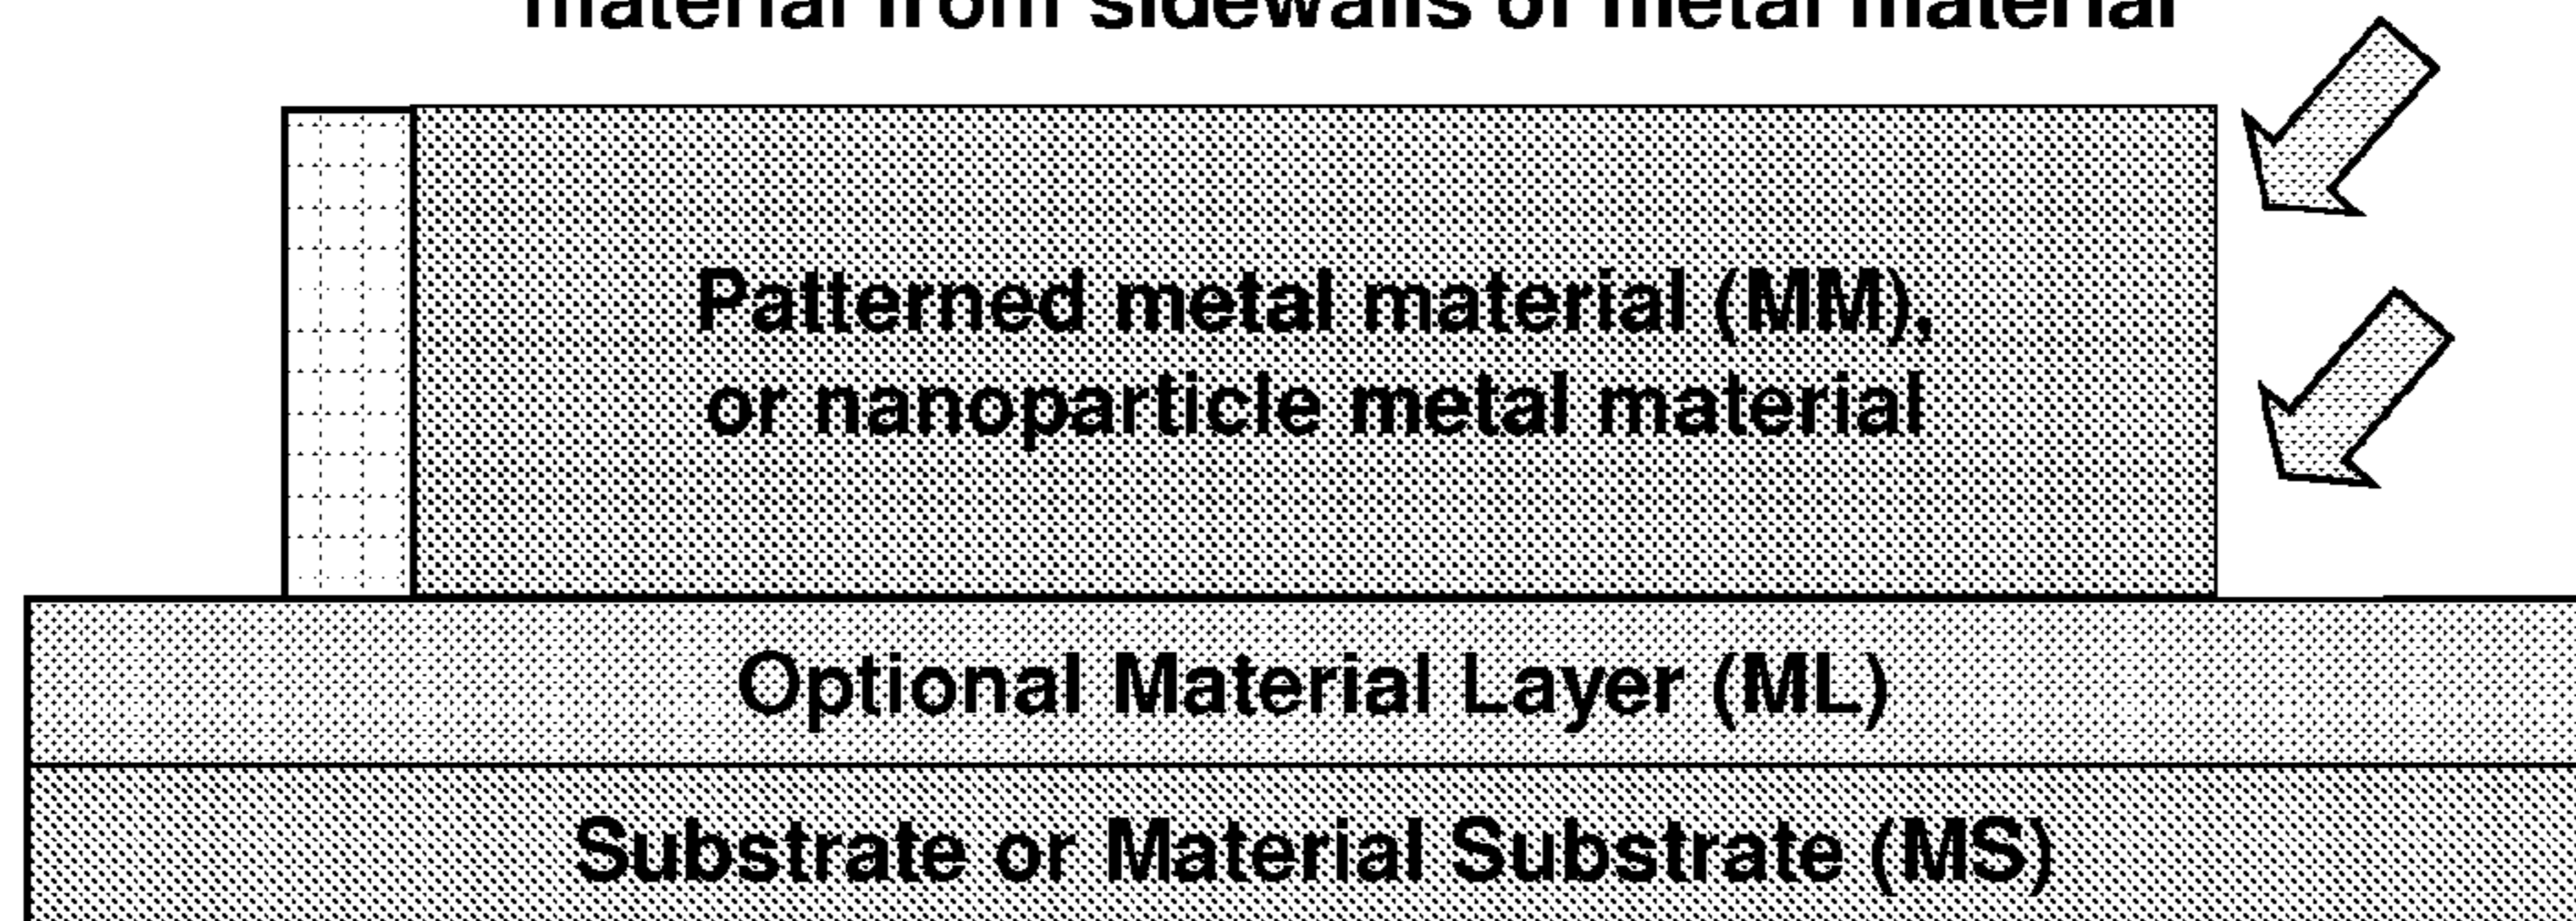 material from sidewalls of metal material
Patterned metal material (MM),
or nanoparticle metal material
Optional Material Layer (ML)
Substrate or Material Substrate (MS)